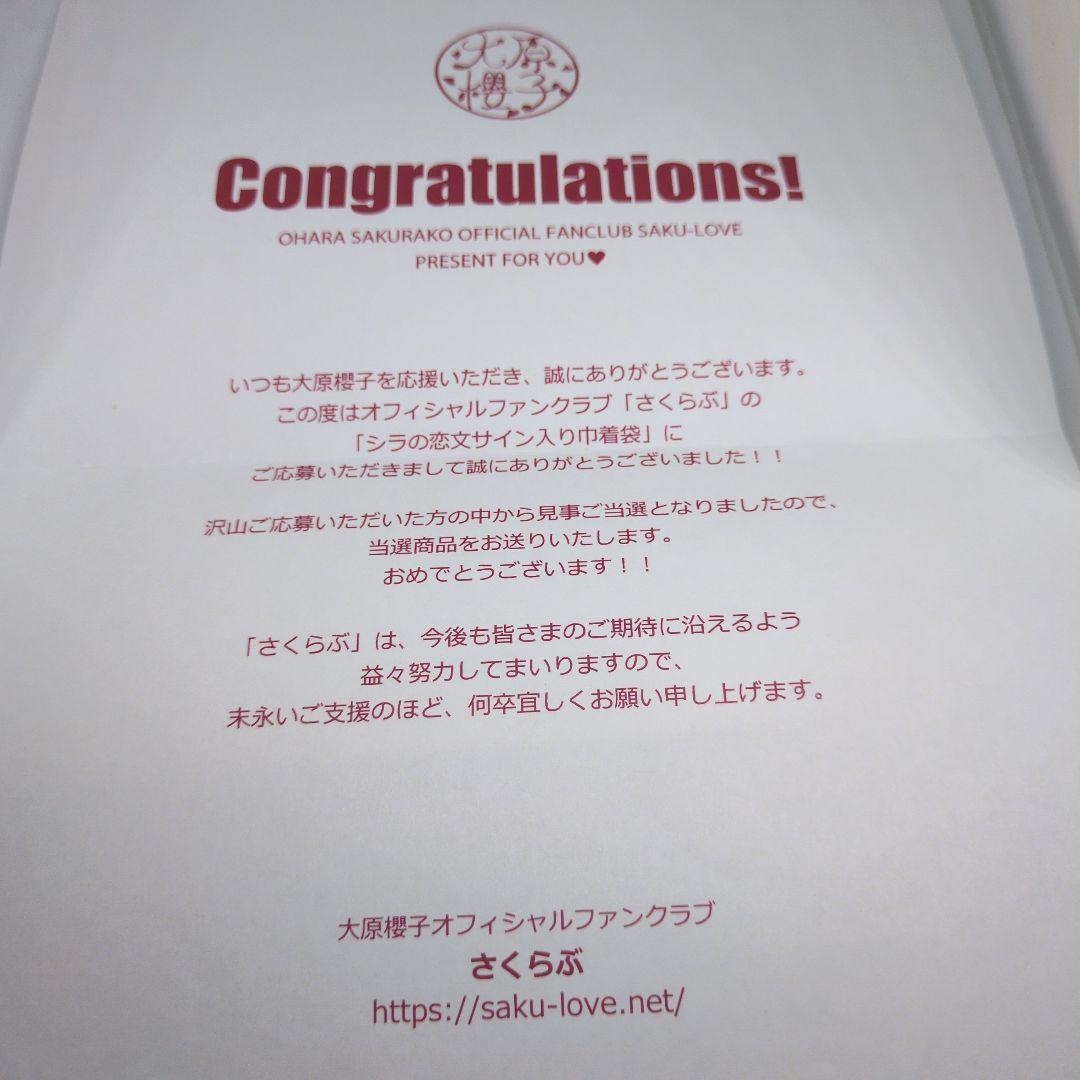 大原
櫻子
Congratulations!
OHARA SAKURAKO OFFICIAL FANCLUB SAKU-LOVE
PRESENT FOR YOU♥
いつも大原櫻子を応援いただき、誠にありがとうございます。
この度はオフィシャルファンクラブ「さくらぶ」の
「シラの恋文サイン入り巾着袋」に
ご応募いただきまして誠にありがとうございました！！
沢山ご応募いただいた方の中から見事ご当選となりましたので、
当選商品をお送りいたします。
おめでとうございます！！
「さくらぶ」は、今後も皆さまのご期待に沿えるよう
益々努力してまいりますので、
末永いご支援のほど、何卒宜しくお願い申し上げます。
大原櫻子オフィシャルファンクラブ
さくらぶ
https://saku-love.net/